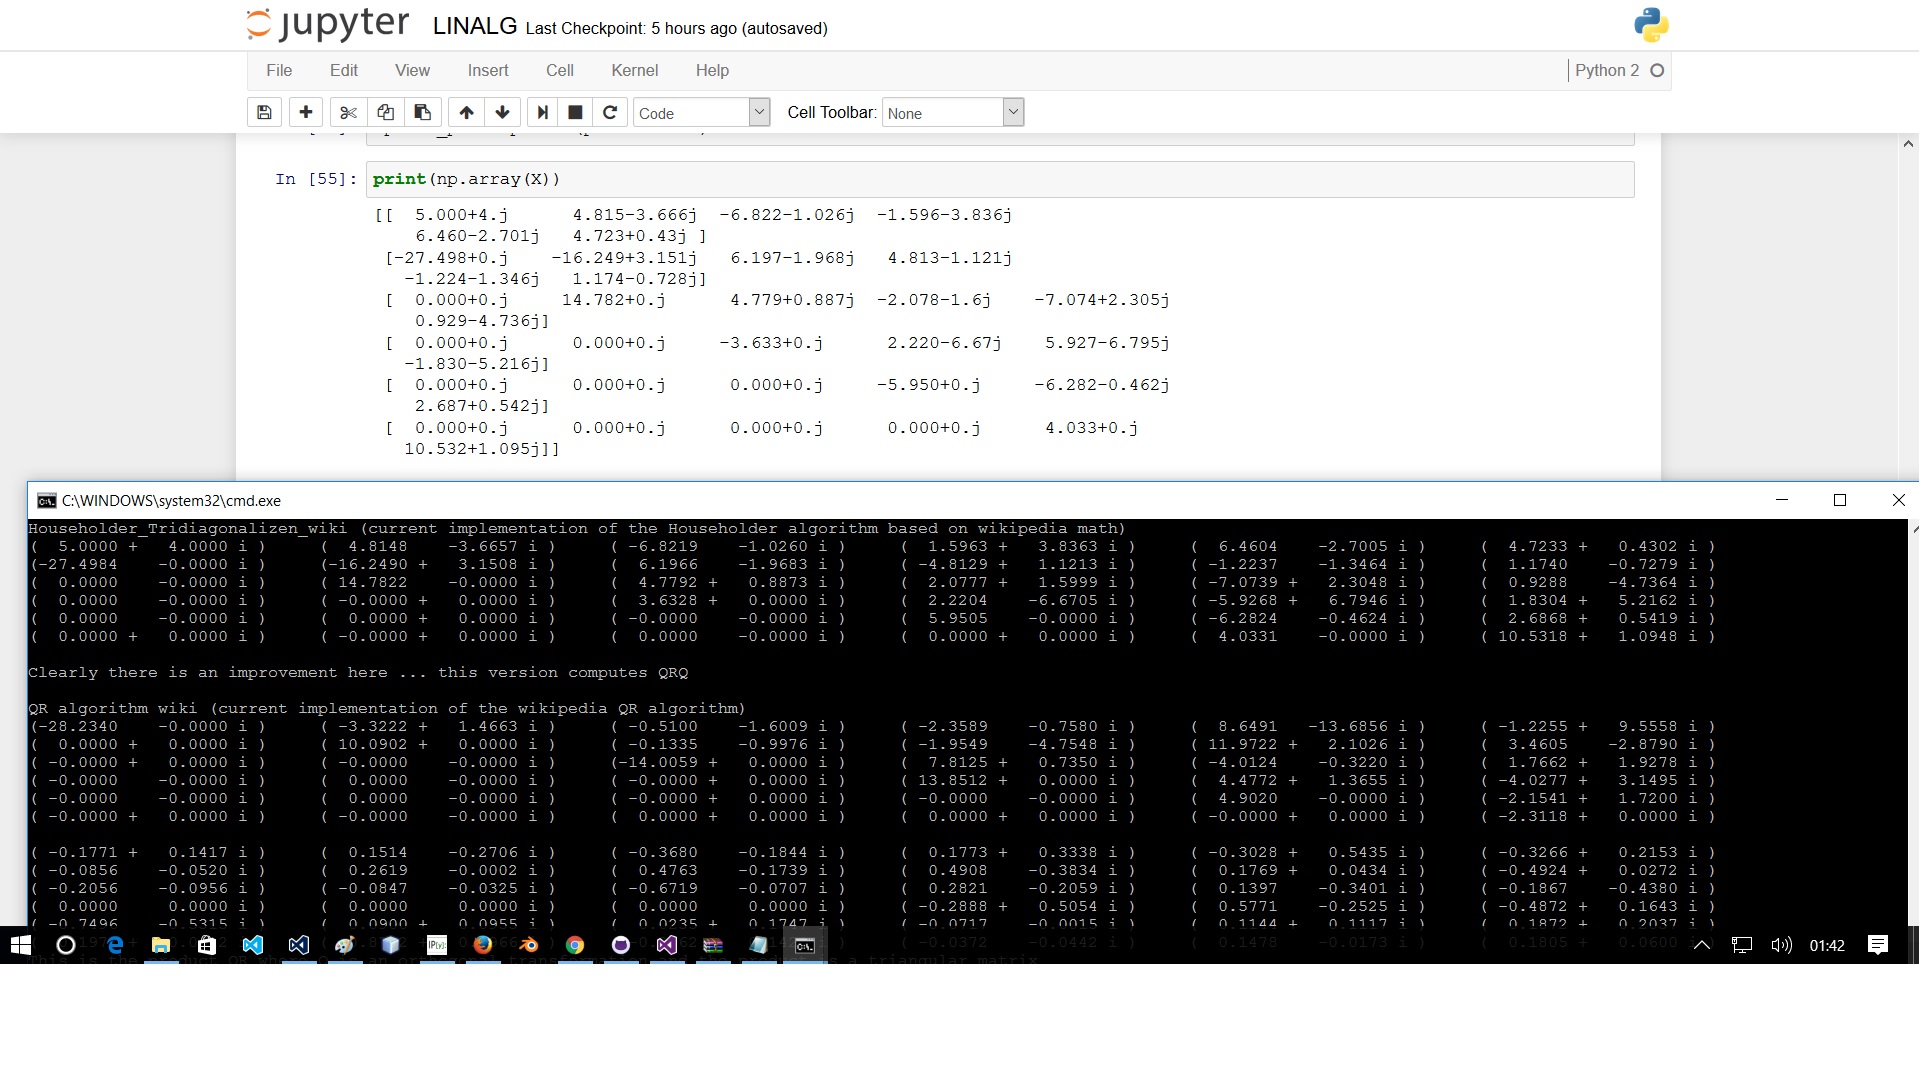 jupyter LINALG Last Checkpoint: 5 hours ago (autosaved)
File Edit View Insert Cell Kernel Help Python 2
Code Cell Toolbar: None
In [55]: print(np.array(X))
[[ 5.000+4.j 4.815-3.666j -6.822-1.026j -1.596-3.836j
6.460-2.701j 4.723+0.43j ]
[-27.498+0.j -16.249+3.151j 6.197-1.968j 4.813-1.121j
-1.224-1.346j 1.174-0.728j]
[ 0.000+0.j 14.782+0.j 4.779+0.887j -2.078-1.6j -7.074+2.305j
0.929-4.736j]
[ 0.000+0.j 0.000+0.j -3.633+0.j 2.220-6.67j 5.927-6.795j
-1.830-5.216j]
[ 0.000+0.j 0.000+0.j 0.000+0.j -5.950+0.j -6.282-0.462j
2.687+0.542j]
[ 0.000+0.j 0.000+0.j 0.000+0.j 0.000+0.j 4.033+0.j
10.532+1.095j]]
C:\WINDOWS\system32\cmd.exe
Householder_Tridiagonalizen_wiki (current implementation of the Householder algorithm based on wikipedia math)
( 5.0000 + 4.0000 i ) ( 4.8148 -3.6657 i ) ( -6.8219 -1.0260 i ) ( 1.5963 + 3.8363 i ) ( 6.4604 -2.7005 i ) ( 4.7233 + 0.4302 i )
(-27.4984 -0.0000 i ) (-16.2490 + 3.1508 i ) ( 6.1966 -1.9683 i ) ( -4.8129 + 1.1213 i ) ( -1.2237 -1.3464 i ) ( 1.1740 -0.7279 i )
( 0.0000 -0.0000 i ) ( 14.7822 -0.0000 i ) ( 4.7792 + 0.8873 i ) ( 2.0777 + 1.5999 i ) ( -7.0739 + 2.3048 i ) ( 0.9288 -4.7364 i )
( 0.0000 -0.0000 i ) ( -0.0000 + 0.0000 i ) ( 3.6328 + 0.0000 i ) ( 2.2204 -6.6705 i ) ( -5.9268 + 6.7946 i ) ( 1.8304 + 5.2162 i )
( 0.0000 -0.0000 i ) ( 0.0000 + 0.0000 i ) ( -0.0000 -0.0000 i ) ( 5.9505 -0.0000 i ) ( -6.2824 -0.4624 i ) ( 2.6868 + 0.5419 i )
( 0.0000 + 0.0000 i ) ( -0.0000 + 0.0000 i ) ( 0.0000 -0.0000 i ) ( 0.0000 + 0.0000 i ) ( 4.0331 -0.0000 i ) ( 10.5318 + 1.0948 i )
Clearly there is an improvement here ... this version computes QRQ
QR algorithm wiki (current implementation of the wikipedia QR algorithm)
(-28.2340 -0.0000 i ) ( -3.3222 + 1.4663 i ) ( -0.5100 -1.6009 i ) ( -2.3589 -0.7580 i ) ( 8.6491 -13.6856 i ) ( -1.2255 + 9.5558 i )
( 0.0000 + 0.0000 i ) ( 10.0902 + 0.0000 i ) ( -0.1335 -0.9976 i ) ( -1.9549 -4.7548 i ) ( 11.9722 + 2.1026 i ) ( 3.4605 -2.8790 i )
( -0.0000 + 0.0000 i ) ( -0.0000 -0.0000 i ) (-14.0059 + 0.0000 i ) ( 7.8125 + 0.7350 i ) ( -4.0124 -0.3220 i ) ( 1.7662 + 1.9278 i )
( -0.0000 -0.0000 i ) ( 0.0000 -0.0000 i ) ( -0.0000 + 0.0000 i ) ( 13.8512 + 0.0000 i ) ( 4.4772 + 1.3655 i ) ( -4.0277 + 3.1495 i )
( -0.0000 -0.0000 i ) ( 0.0000 -0.0000 i ) ( -0.0000 + 0.0000 i ) ( -0.0000 -0.0000 i ) ( 4.9020 -0.0000 i ) ( -2.1541 + 1.7200 i )
( -0.0000 + 0.0000 i ) ( -0.0000 -0.0000 i ) ( 0.0000 + 0.0000 i ) ( 0.0000 + 0.0000 i ) ( -0.0000 + 0.0000 i ) ( -2.3118 + 0.0000 i )
( -0.1771 + 0.1417 i ) ( 0.1514 -0.2706 i ) ( -0.3680 -0.1844 i ) ( 0.1773 + 0.3338 i ) ( -0.3028 + 0.5435 i ) ( -0.3266 + 0.2153 i )
( -0.0856 -0.0520 i ) ( 0.2619 -0.0002 i ) ( 0.4763 -0.1739 i ) ( 0.4908 -0.3834 i ) ( 0.1769 + 0.0434 i ) ( -0.4924 + 0.0272 i )
( -0.2056 -0.0956 i ) ( -0.0847 -0.0325 i ) ( -0.6719 -0.0707 i ) ( 0.2821 -0.2059 i ) ( 0.1397 -0.3401 i ) ( -0.1867 -0.4380 i )
( 0.0000 0.0000 i ) ( 0.0000 0.0000 i ) ( 0.0000 0.0000 i ) ( -0.2888 + 0.5054 i ) ( 0.5771 -0.2525 i ) ( -0.4872 + 0.1643 i )
( -0.7496 -0.5315 i ) ( 0.0900 + 0.0955 i ) ( 0.0235 + 0.1747 i ) ( -0.0717 -0.0015 i ) ( 0.1144 + 0.1117 i ) ( 0.1872 + 0.2037 i )
01:42